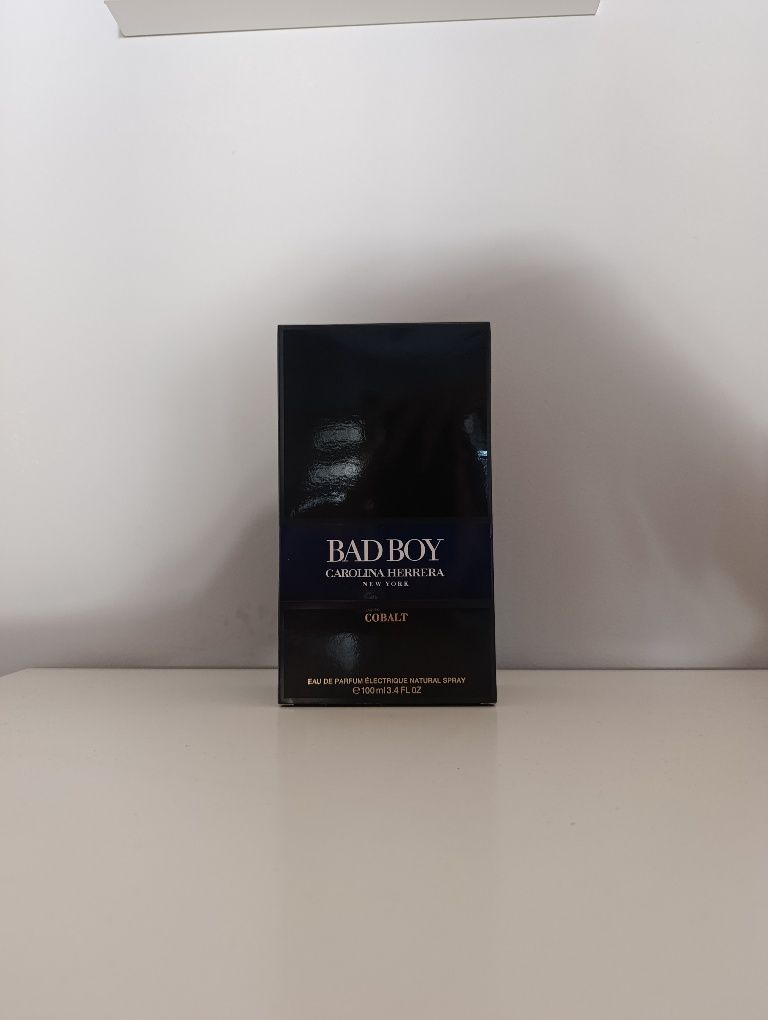 BAD BOY
CAROLINA HERRERA
NEW YORK
COBALT
EAU DE PARFUM ÉLECTRIQUE NATURAL SPRAY
℮100 ml 3.4 FL OZ